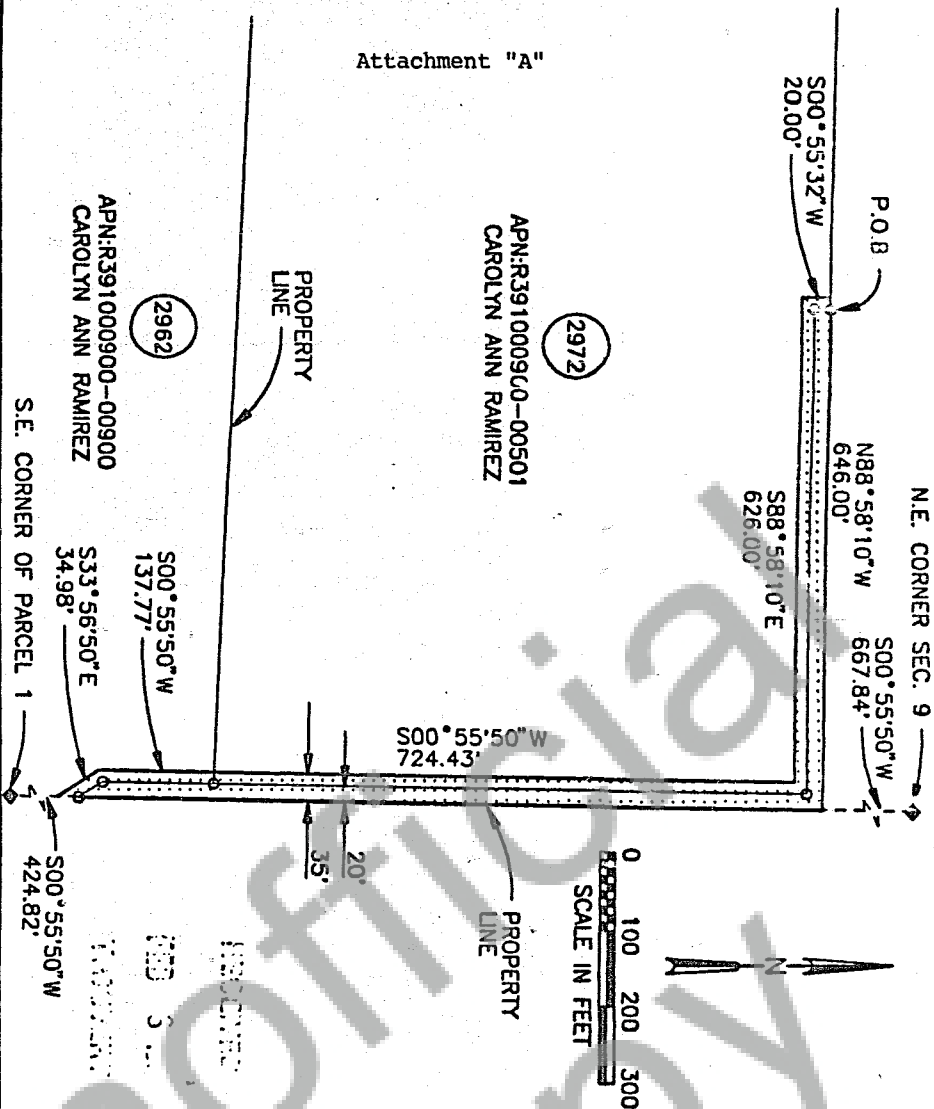 Attachment "A"
S00°55'32"W
20.00'
P.O.B
N.E. CORNER SEC. 9
S00°55'50"W
667.84'
N88°58'10"W
646.00'
S88°58'10"E
626.00'
2972
APN:R391000900-00501
CAROLYN ANN RAMIREZ
PROPERTY
LINE
2962
APN:R391000900-00900
CAROLYN ANN RAMIREZ
S00°55'50"W
724.43'
S00°55'50"W
137.77'
S33°56'50"E
34.98'
S.E. CORNER OF PARCEL 1
S00°55'50"W
424.82'
20'
35'
PROPERTY
LINE
0 100 200 300
SCALE IN FEET
N
Unofficial
Copy